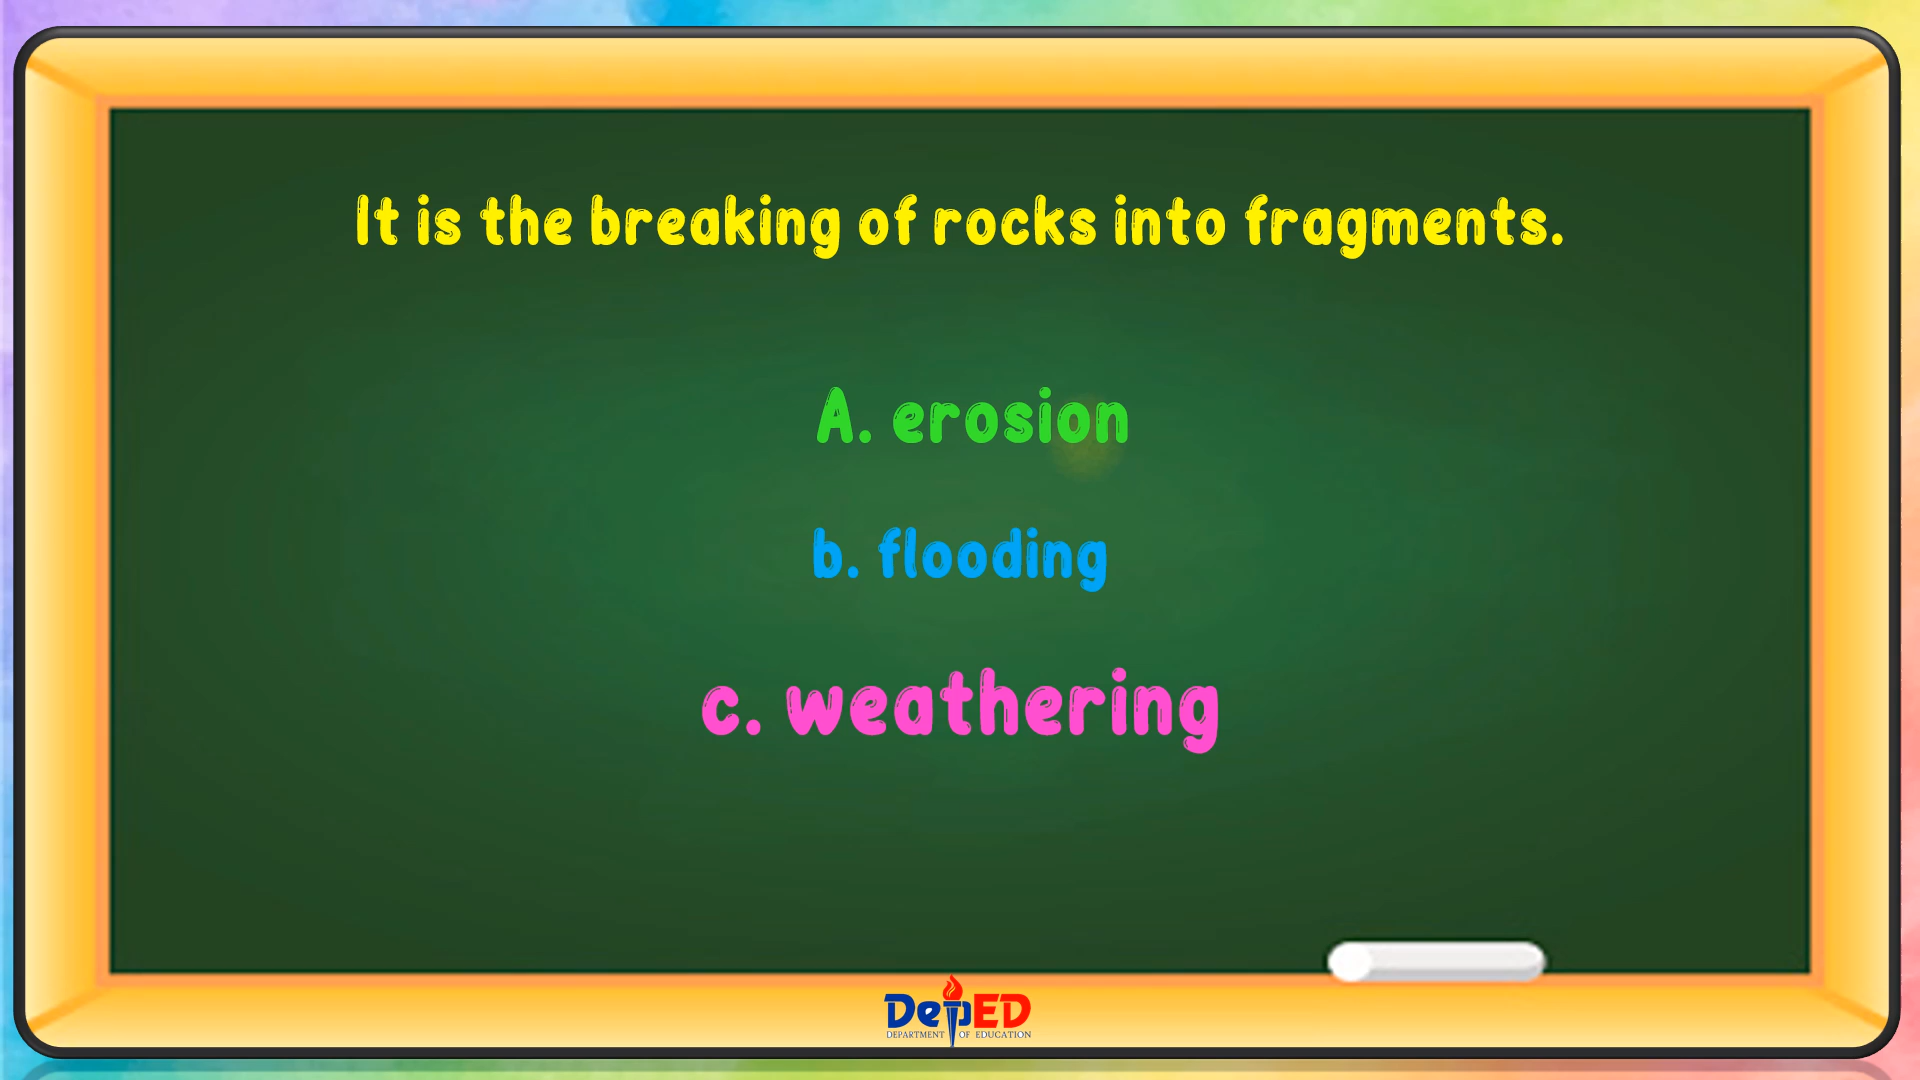 It is the breaking of rocks into fragments.
A. erosion
b. flooding
c. weathering
DepED
DEPARTMENT OF EDUCATION